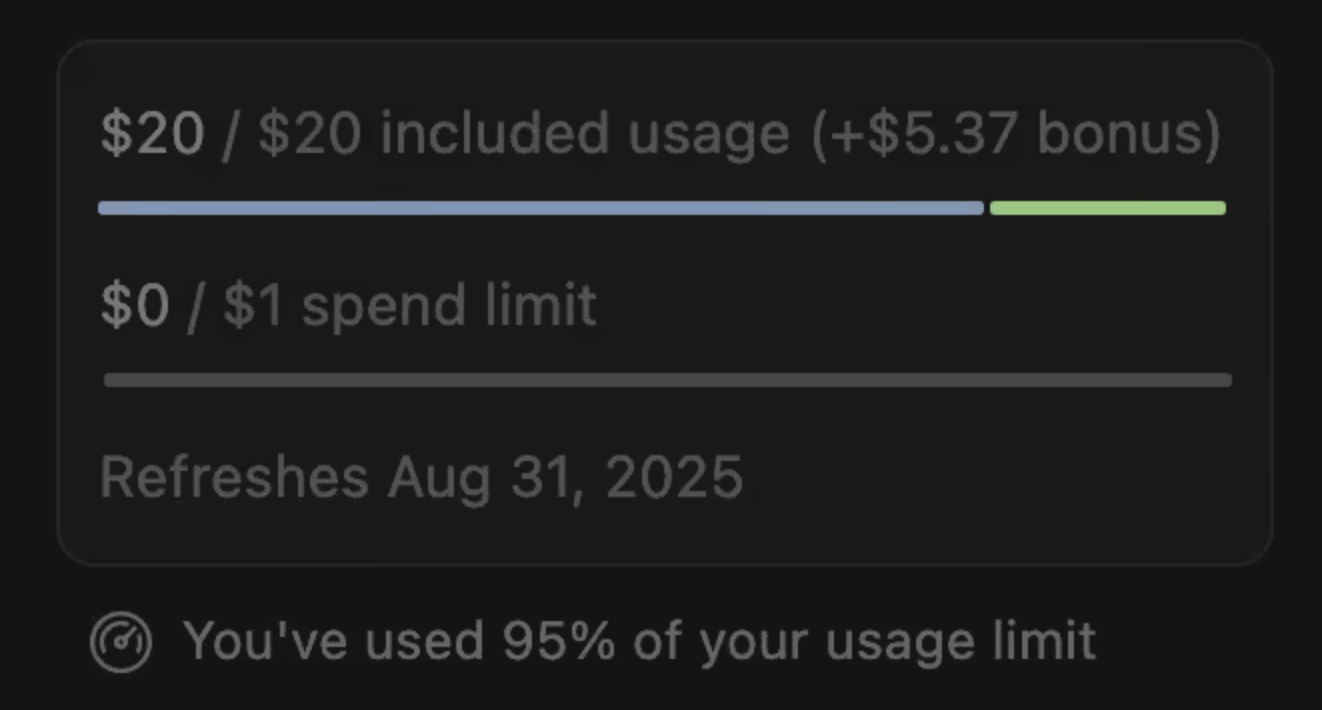 $20 / $20 included usage (+$5.37 bonus)
$0 / $1 spend limit
Refreshes Aug 31, 2025
You've used 95% of your usage limit